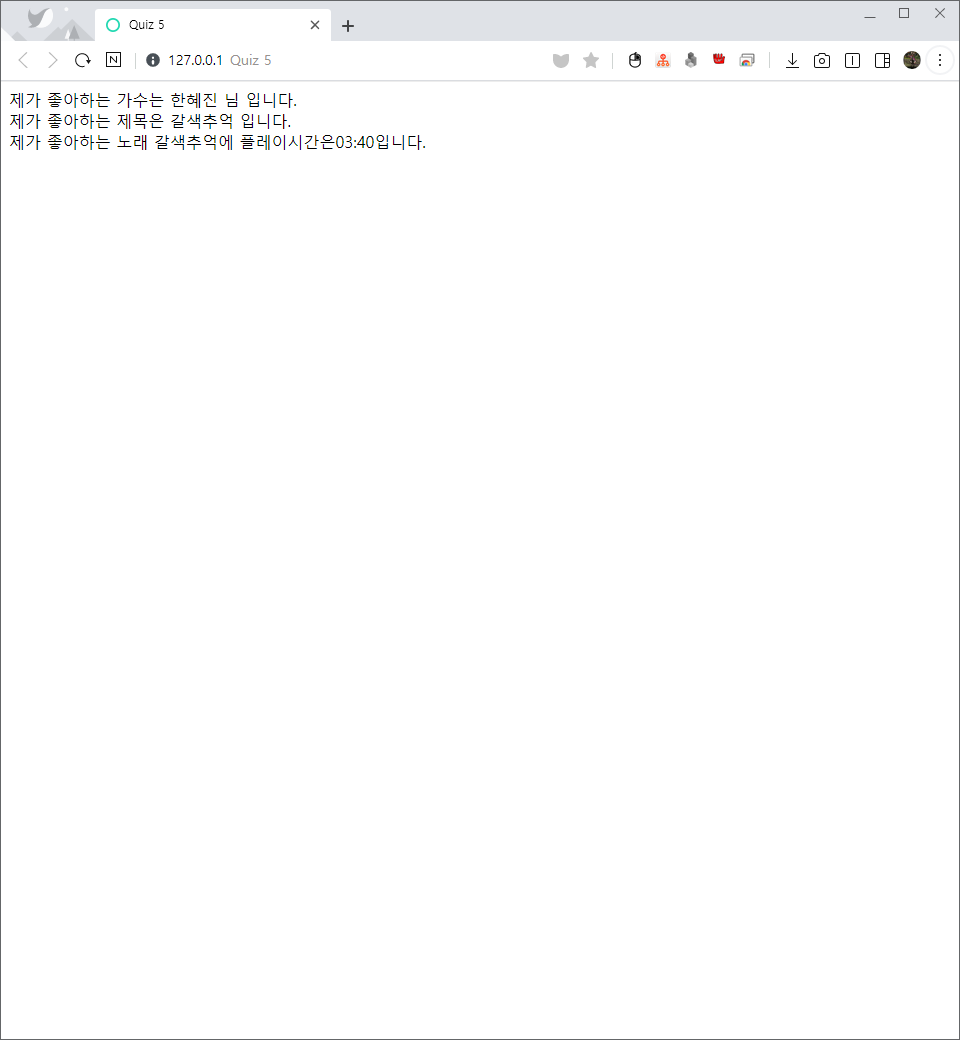 Quiz 5
N
127.0.0.1 Quiz 5
제가 좋아하는 가수는 한혜진 님 입니다.
제가 좋아하는 제목은 갈색추억 입니다.
제가 좋아하는 노래 갈색추억에 플레이시간은03:40입니다.